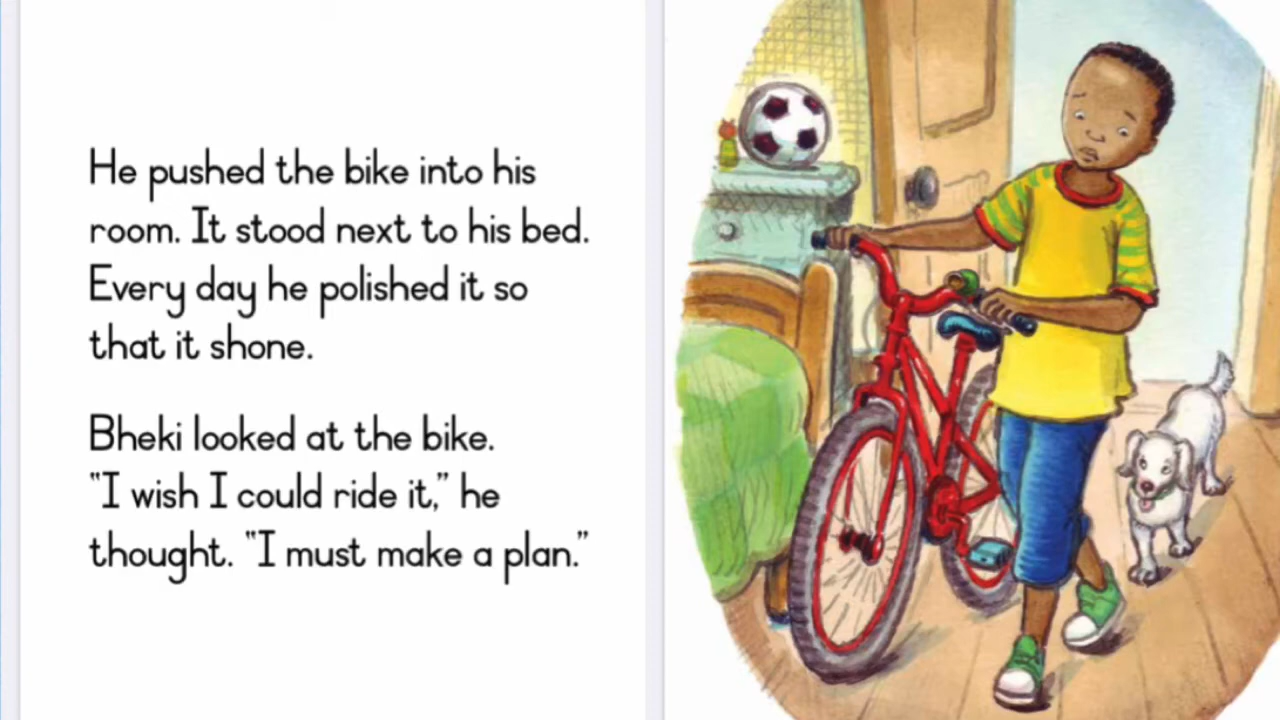 He pushed the bike into his
room. It stood next to his bed.
Every day he polished it so
that it shone.
Bheki looked at the bike.
“I wish I could ride it,” he
thought. “I must make a plan.”